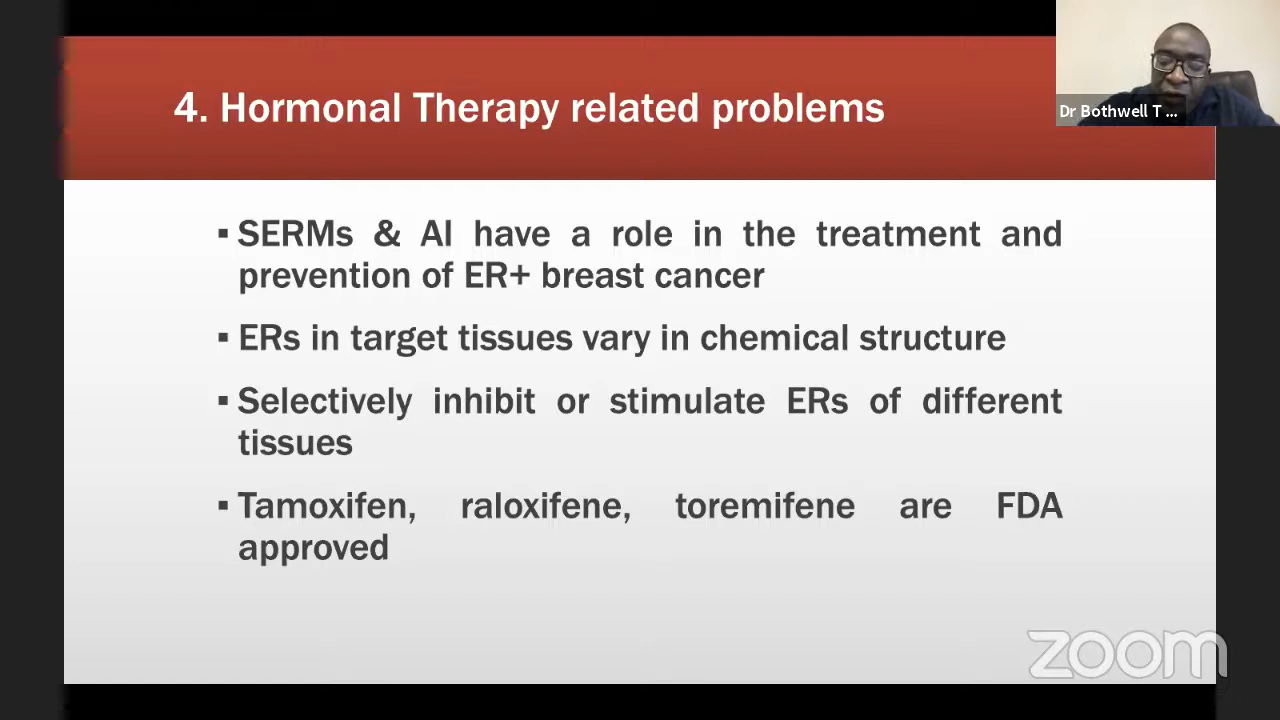 4. Hormonal Therapy related problems
Dr Bothwell T ...
▪ SERMs & AI have a role in the treatment and
prevention of ER+ breast cancer
▪ ERs in target tissues vary in chemical structure
▪ Selectively inhibit or stimulate ERs of different
tissues
▪ Tamoxifen, raloxifene, toremifene are FDA
approved
zoom